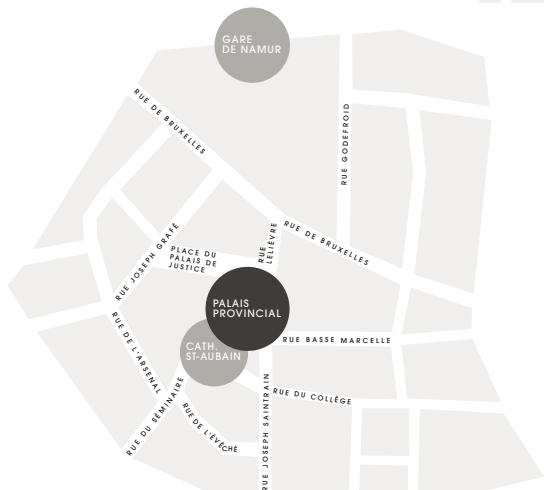 GARE
DE NAMUR
RUE DE BRUXELLES
RUE GODEFROID
RUE JOSEPH GRAFÉ
PLACE DU
PALAIS DE
JUSTICE
RUE
LELIÈVRE
RUE DE BRUXELLES
PALAIS
PROVINCIAL
CATH.
ST-AUBAIN
RUE BASSE MARCELLE
RUE DE L'ARSENAL
RUE DU SÉMINAIRE
RUE DE L'ÉVÉCHÉ
RUE JOSEPH SAINTRAIN
RUE DU COLLÈGE